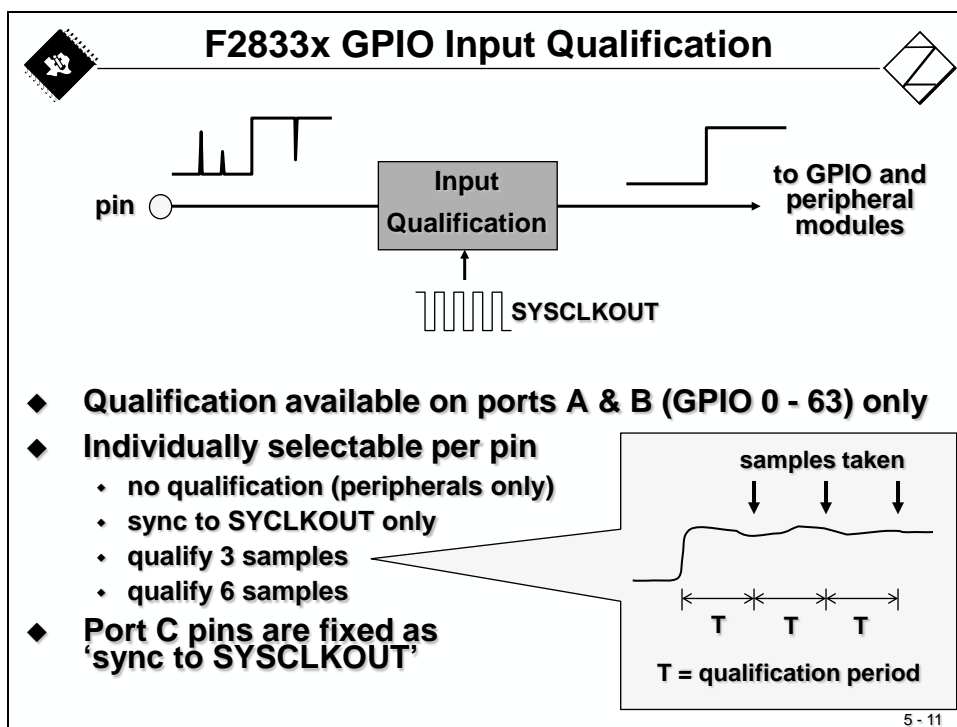 F2833x GPIO Input Qualification
pin
Input
Qualification
to GPIO and
peripheral
modules
SYSCLKOUT
Qualification available on ports A & B (GPIO 0 - 63) only
Individually selectable per pin
no qualification (peripherals only)
sync to SYCLKOUT only
qualify 3 samples
qualify 6 samples
Port C pins are fixed as
‘sync to SYSCLKOUT’
samples taken
T T T
T = qualification period
5 - 11